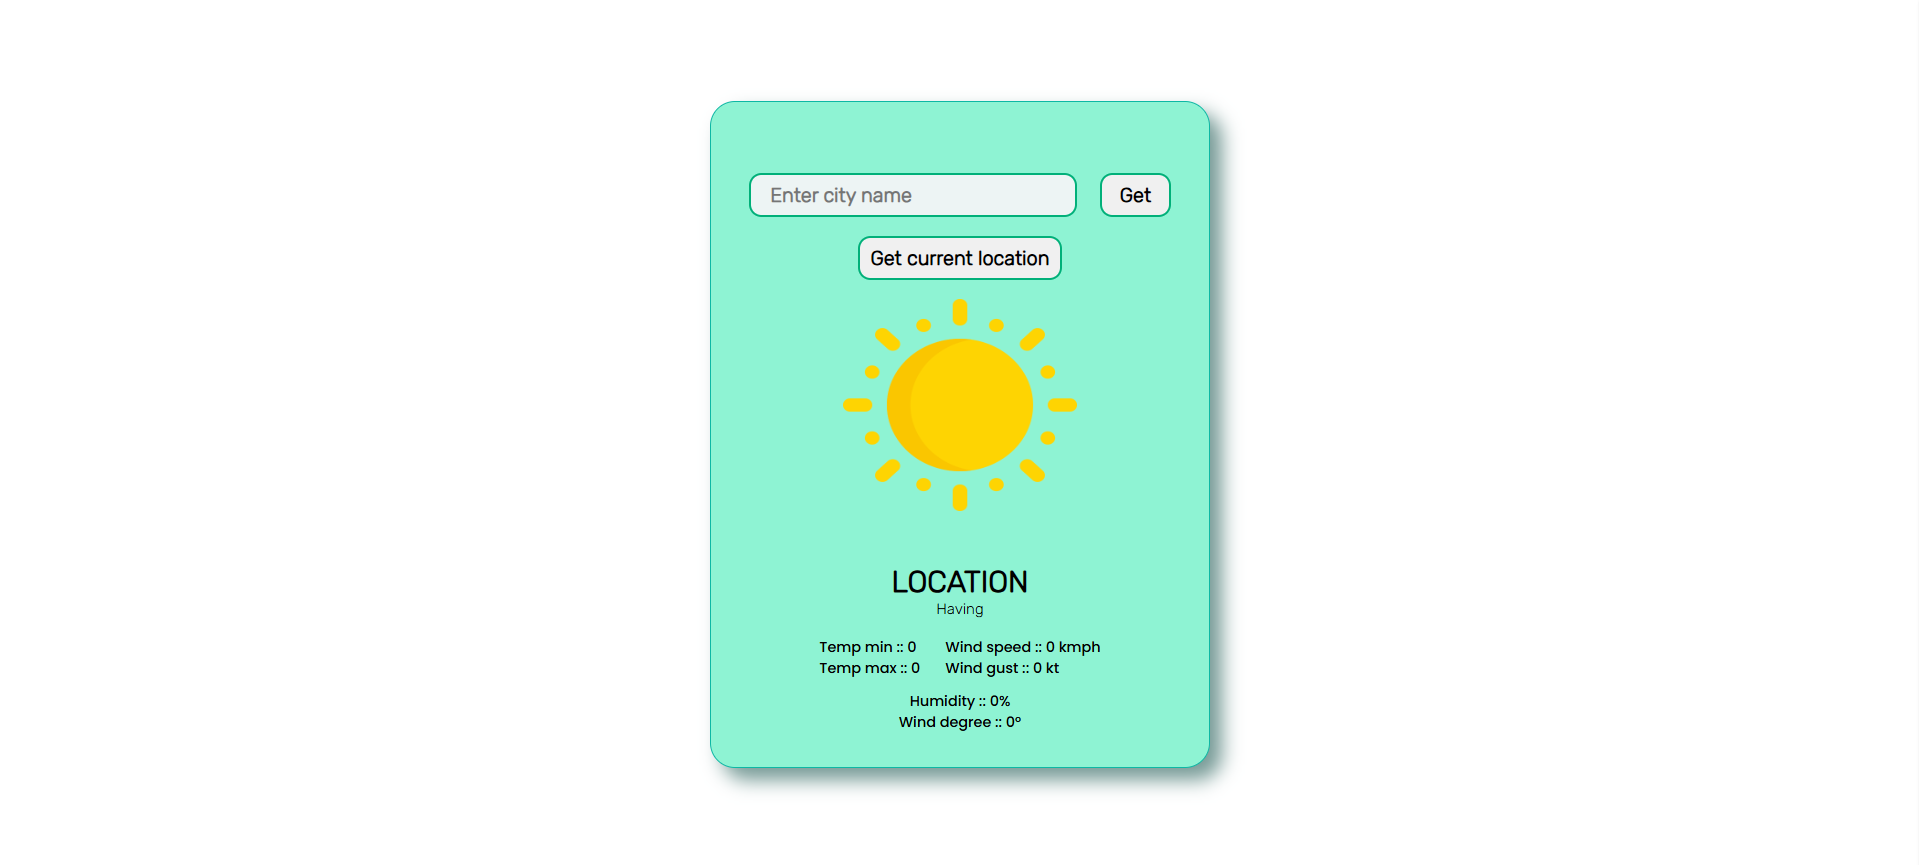 Enter city name
Get
Get current location
LOCATION
Having
Temp min :: 0
Wind speed :: 0 kmph
Temp max :: 0
Wind gust :: 0 kt
Humidity :: 0%
Wind degree :: 0°